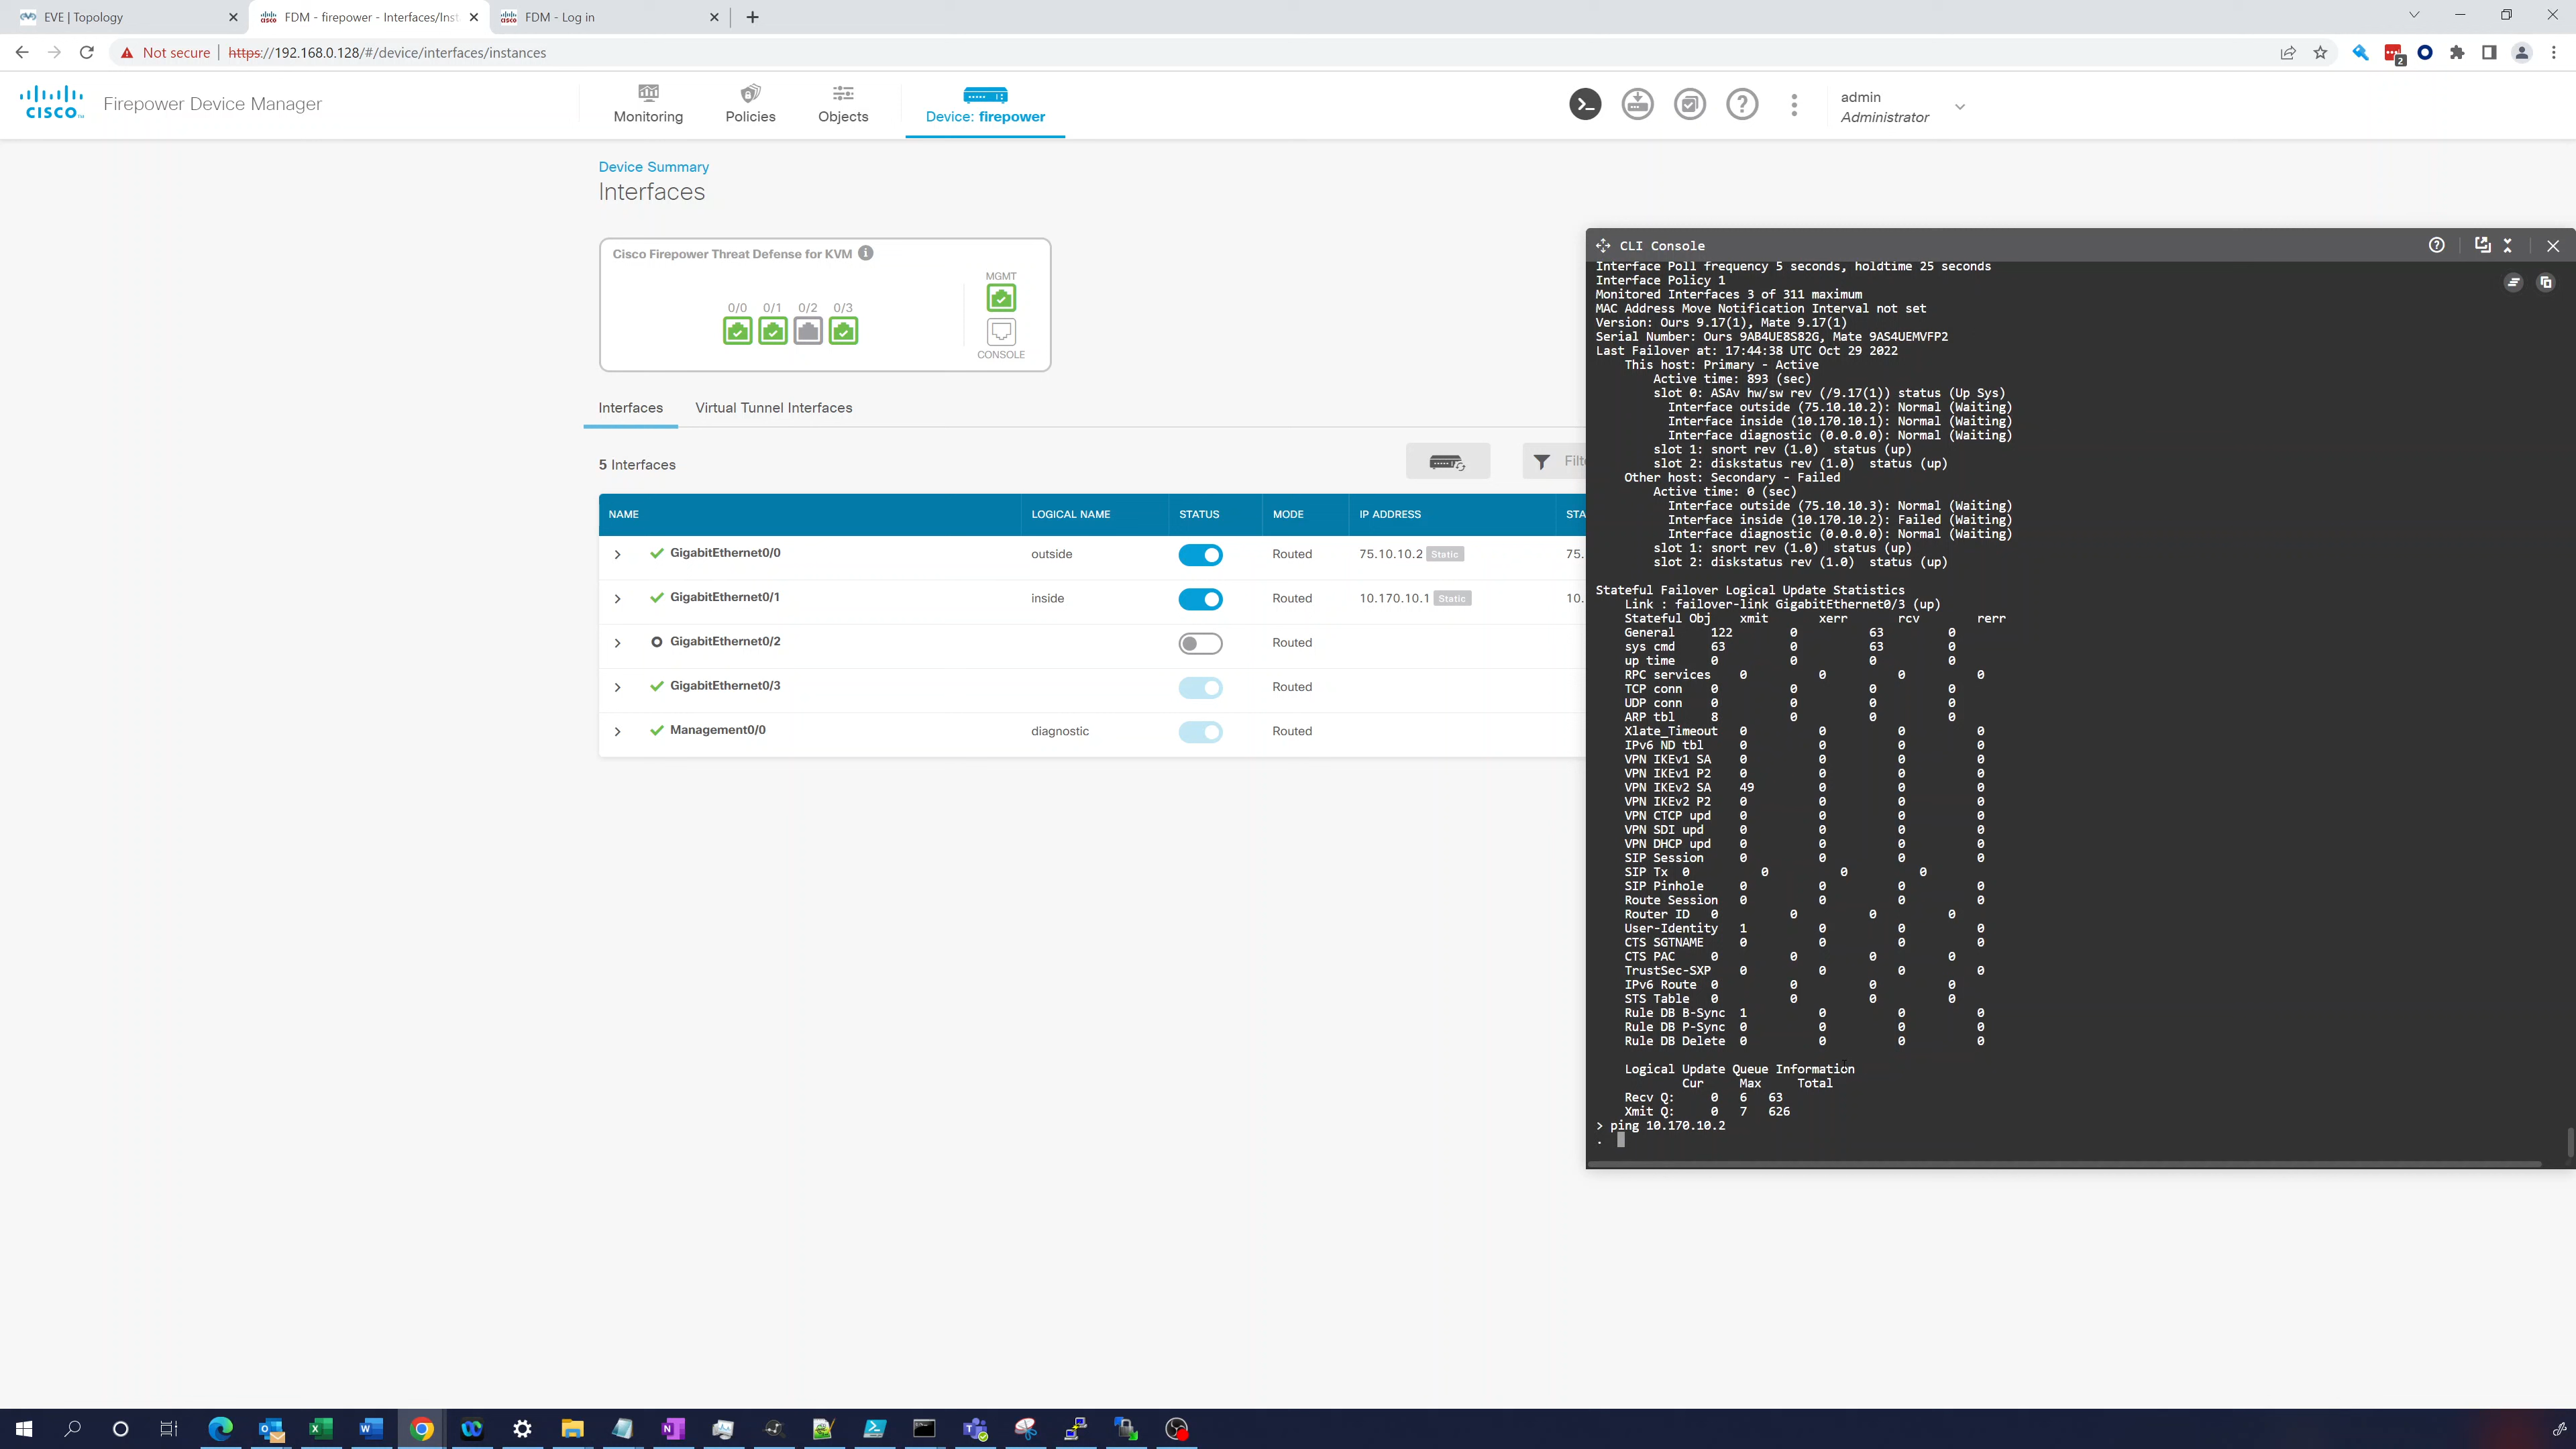 EVE | Topology
FDM - firepower - Interfaces/Inst
FDM - Log in
Not secure
https://192.168.0.128/#/device/interfaces/instances
2
CISCO
Firepower Device Manager
Monitoring
Policies
Objects
Device: firepower
admin
Administrator
Device Summary
Interfaces
Cisco Firepower Threat Defense for KVM
MGMT
0/0 0/1 0/2 0/3
CONSOLE
Interfaces
Virtual Tunnel Interfaces
5 Interfaces
Filt
NAME LOGICAL NAME STATUS MODE IP ADDRESS STA
GigabitEthernet0/0 outside Routed 75.10.10.2 Static 75.
GigabitEthernet0/1 inside Routed 10.170.10.1 Static 10.
GigabitEthernet0/2 Routed
GigabitEthernet0/3 Routed
Management0/0 diagnostic Routed
CLI Console
Interface Poll frequency 5 seconds, holdtime 25 seconds
Interface Policy 1
Monitored Interfaces 3 of 311 maximum
MAC Address Move Notification Interval not set
Version: Ours 9.17(1), Mate 9.17(1)
Serial Number: Ours 9AB4UE8S82G, Mate 9AS4UEMVFP2
Last Failover at: 17:44:38 UTC Oct 29 2022
This host: Primary - Active
Active time: 893 (sec)
slot 0: ASAv hw/sw rev (/9.17(1)) status (Up Sys)
Interface outside (75.10.10.2): Normal (Waiting)
Interface inside (10.170.10.1): Normal (Waiting)
Interface diagnostic (0.0.0.0): Normal (Waiting)
slot 1: snort rev (1.0) status (up)
slot 2: diskstatus rev (1.0) status (up)
Other host: Secondary - Failed
Active time: 0 (sec)
Interface outside (75.10.10.3): Normal (Waiting)
Interface inside (10.170.10.2): Failed (Waiting)
Interface diagnostic (0.0.0.0): Normal (Waiting)
slot 1: snort rev (1.0) status (up)
slot 2: diskstatus rev (1.0) status (up)
Stateful Failover Logical Update Statistics
Link : failover-link GigabitEthernet0/3 (up)
Stateful Obj xmit xerr rcv rerr
General 122 0 63 0
sys cmd 63 0 63 0
up time 0 0 0 0
RPC services 0 0 0 0
TCP conn 0 0 0 0
UDP conn 0 0 0 0
ARP tbl 8 0 0 0
Xlate_Timeout 0 0 0 0
IPv6 ND tbl 0 0 0 0
VPN IKEv1 SA 0 0 0 0
VPN IKEv1 P2 0 0 0 0
VPN IKEv2 SA 49 0 0 0
VPN IKEv2 P2 0 0 0 0
VPN CTCP upd 0 0 0 0
VPN SDI upd 0 0 0 0
VPN DHCP upd 0 0 0 0
SIP Session 0 0 0 0
SIP Tx 0 0 0 0
SIP Pinhole 0 0 0 0
Route Session 0 0 0 0
Router ID 0 0 0 0
User-Identity 1 0 0 0
CTS SGTNAME 0 0 0 0
CTS PAC 0 0 0 0
TrustSec-SXP 0 0 0 0
IPv6 Route 0 0 0 0
STS Table 0 0 0 0
Rule DB B-Sync 1 0 0 0
Rule DB P-Sync 0 0 0 0
Rule DB Delete 0 0 0 0
Logical Update Queue Information
Cur Max Total
Recv Q: 0 6 63
Xmit Q: 0 7 626
> ping 10.170.10.2
.